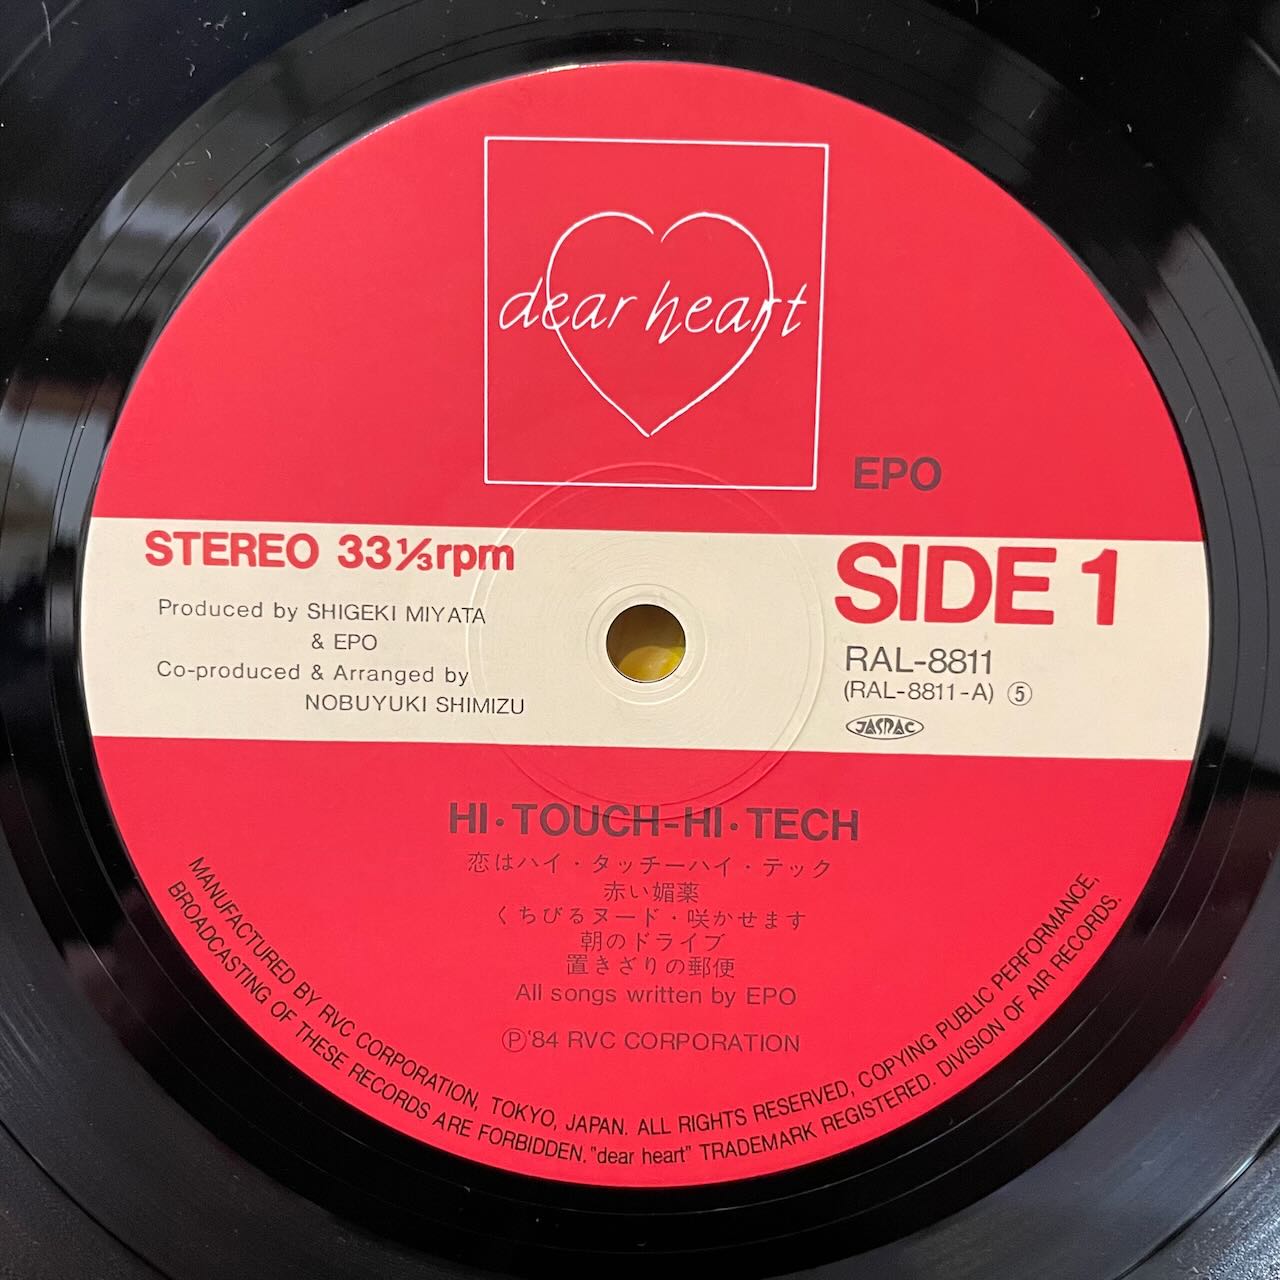 dear heart
EPO
STEREO 33⅓rpm
SIDE 1
Produced by SHIGEKI MIYATA
& EPO
Co-produced & Arranged by
NOBUYUKI SHIMIZU
RAL-8811
(RAL-8811-A) ⑤
JASRAC
HI・TOUCH-HI・TECH
恋はハイ・タッチーハイ・テック
赤い媚薬
くちびるヌード・咲かせます
朝のドライブ
置きざりの郵便
All songs written by EPO
Ⓟ'84 RVC CORPORATION
MANUFACTURED BY RVC CORPORATION, TOKYO, JAPAN. ALL RIGHTS RESERVED, COPYING PUBLIC PERFORMANCE,
BROADCASTING OF THESE RECORDS ARE FORBIDDEN. "dear heart" TRADEMARK REGISTERED. DIVISION OF AIR RECORDS.